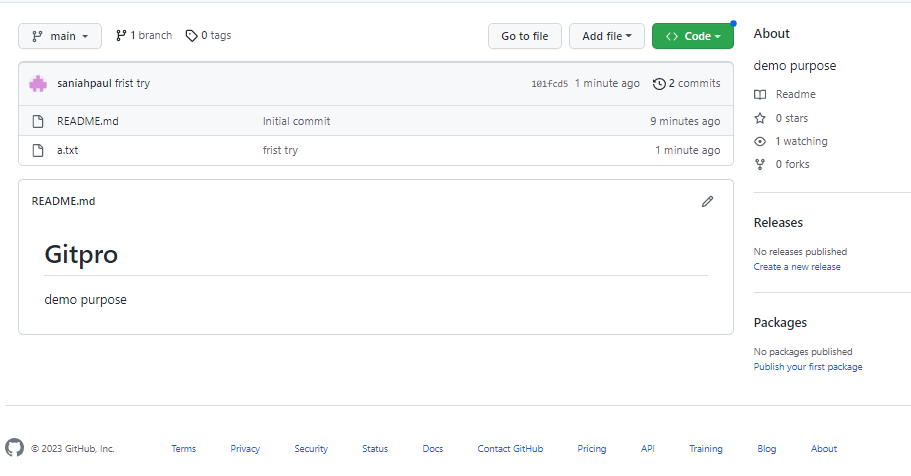 main 1 branch 0 tags Go to file Add file Code
saniahpaul frist try 101fcd5 1 minute ago 2 commits
README.md Initial commit 9 minutes ago
a.txt frist try 1 minute ago
README.md
Gitpro
demo purpose
About
demo purpose
Readme
0 stars
1 watching
0 forks
Releases
No releases published
Create a new release
Packages
No packages published
Publish your first package
© 2023 GitHub, Inc. Terms Privacy Security Status Docs Contact GitHub Pricing API Training Blog About